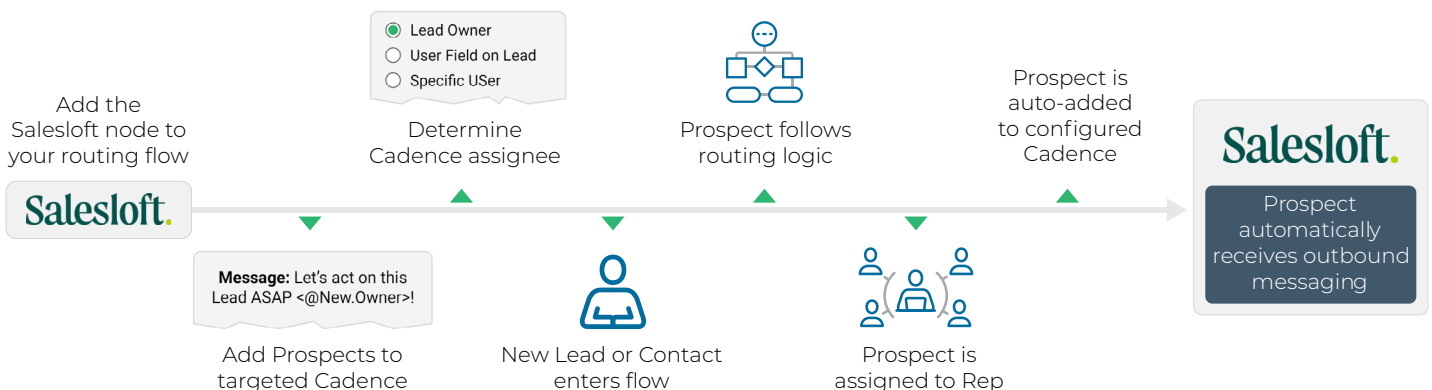 Add the
Salesloft node to
your routing flow
Salesloft.
Message: Let's act on this
Lead ASAP <@New.Owner>!
Add Prospects to
targeted Cadence
Lead Owner
User Field on Lead
Specific USer
Determine
Cadence assignee
New Lead or Contact
enters flow
Prospect follows
routing logic
Prospect is
assigned to Rep
Prospect is
auto-added
to configured
Cadence
Salesloft.
Prospect
automatically
receives outbound
messaging